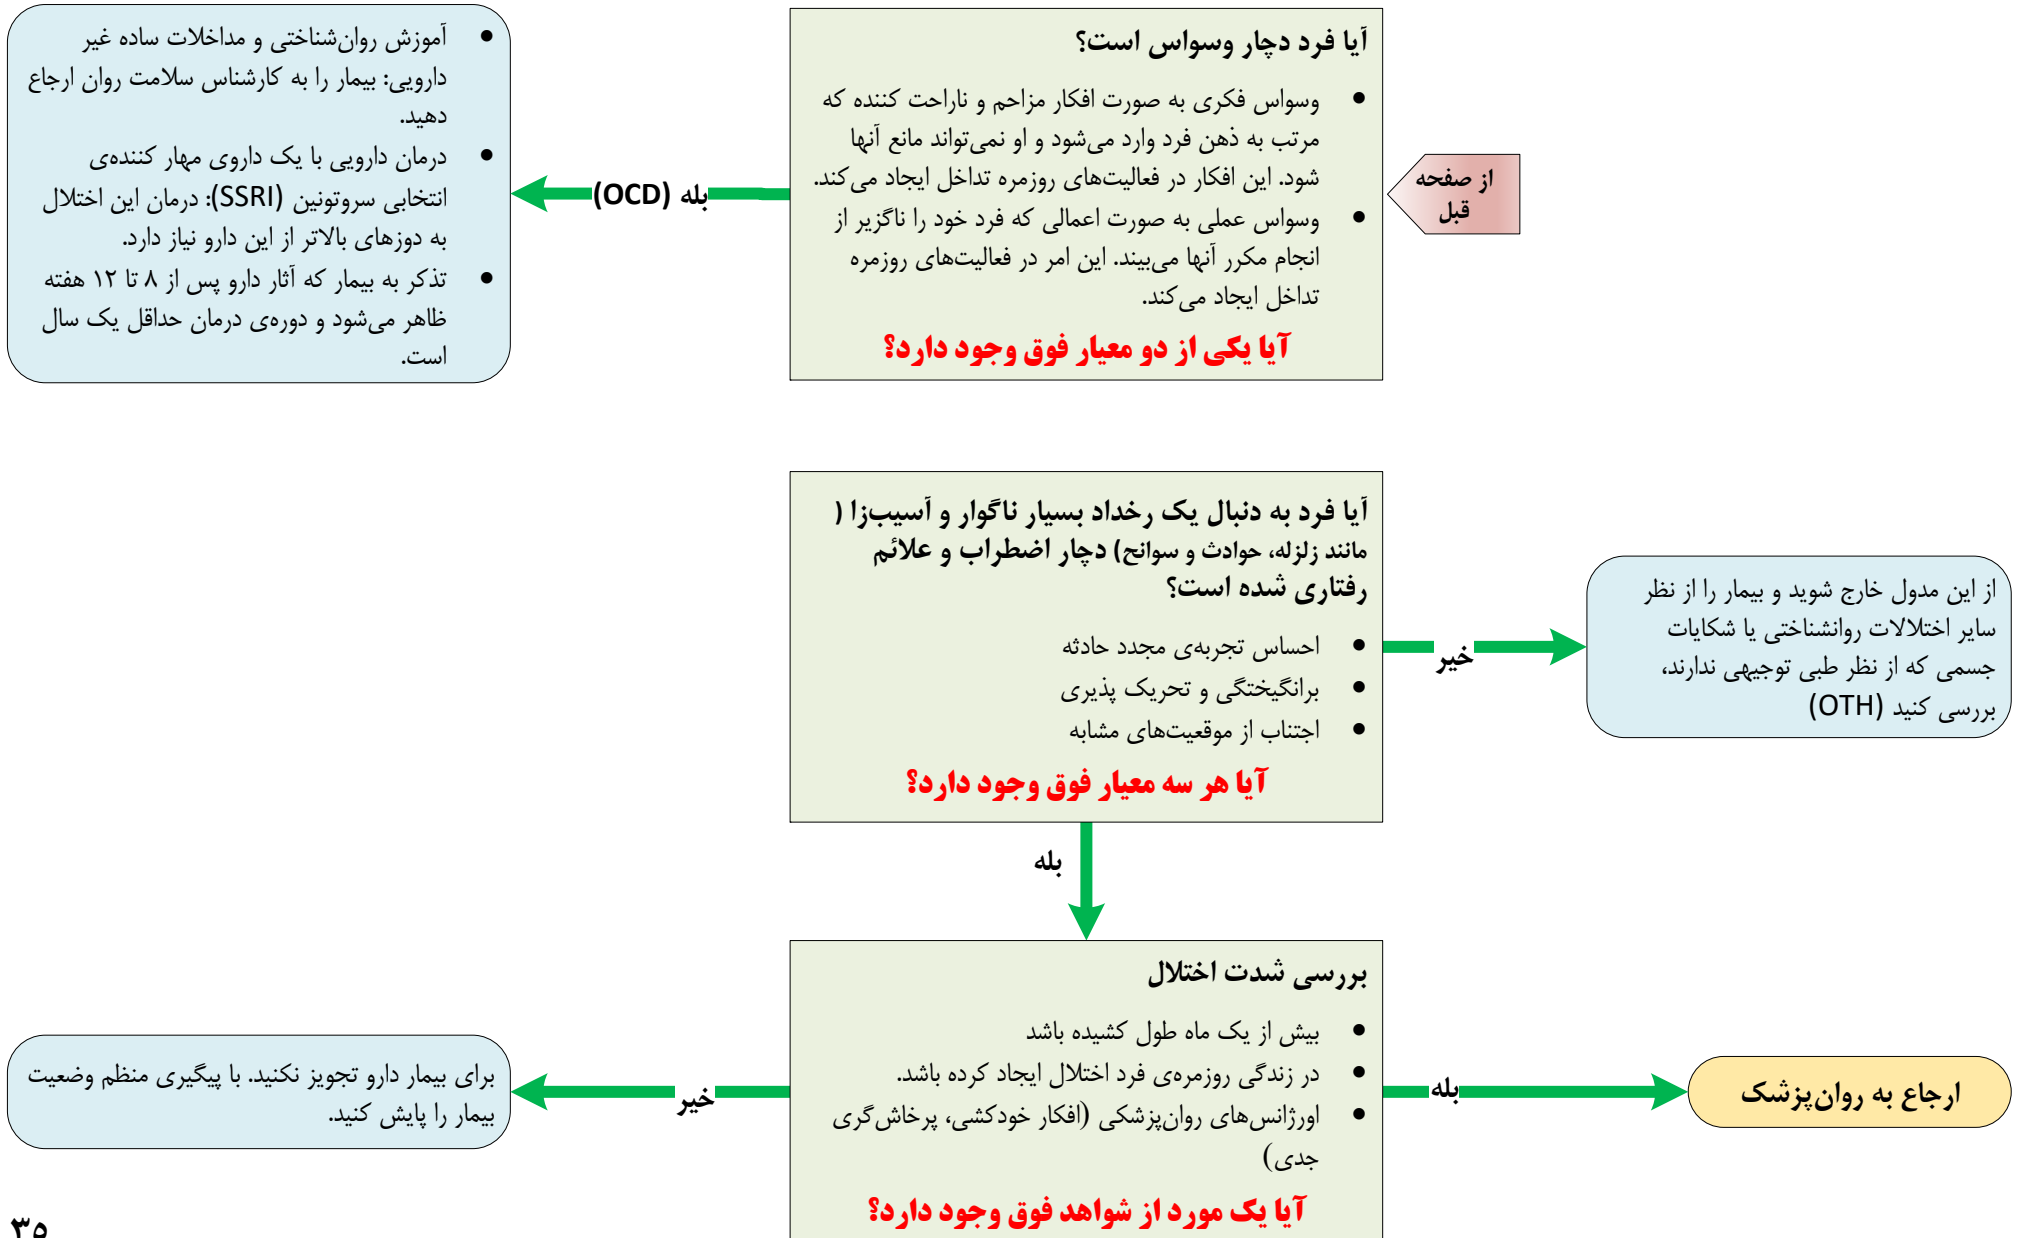 از صفحه
قبل
آیا فرد دچار وسواس است؟
• وسواس فکری به صورت افکار مزاحم و ناراحت کننده که
مرتب به ذهن فرد وارد می‌شود و او نمی‌تواند مانع آنها
شود. این افکار در فعالیت‌های روزمره تداخل ایجاد می‌کند.
• وسواس عملی به صورت اعمالی که فرد خود را ناگزیر از
انجام مکرر آنها می‌بیند. این امر در فعالیت‌های روزمره
تداخل ایجاد می‌کند.
آیا یکی از دو معیار فوق وجود دارد؟
بله (OCD)
• آموزش روان‌شناختی و مداخلات ساده غیر
دارویی: بیمار را به کارشناس سلامت روان ارجاع
دهید.
• درمان دارویی با یک داروی مهار کننده‌ی
انتخابی سروتونین (SSRI): درمان این اختلال
به دوزهای بالاتر از این دارو نیاز دارد.
• تذکر به بیمار که آثار دارو پس از ۸ تا ۱۲ هفته
ظاهر می‌شود و دوره‌ی درمان حداقل یک سال
است.
آیا فرد به دنبال یک رخداد بسیار ناگوار و آسیب‌زا (
مانند زلزله، حوادث و سوانح) دچار اضطراب و علائم
رفتاری شده است؟
• احساس تجربه‌ی مجدد حادثه
• برانگیختگی و تحریک پذیری
• اجتناب از موقعیت‌های مشابه
آیا هر سه معیار فوق وجود دارد؟
خیر
از این مدول خارج شوید و بیمار را از نظر
سایر اختلالات روانشناختی یا شکایات
جسمی که از نظر طبی توجیهی ندارند،
بررسی کنید (OTH)
بله
بررسی شدت اختلال
• بیش از یک ماه طول کشیده باشد
• در زندگی روزمره‌ی فرد اختلال ایجاد کرده باشد.
• اورژانس‌های روان‌پزشکی (افکار خودکشی، پرخاش‌گری
جدی)
آیا یک مورد از شواهد فوق وجود دارد؟
بله
ارجاع به روان‌پزشک
خیر
برای بیمار دارو تجویز نکنید. با پیگیری منظم وضعیت
بیمار را پایش کنید.
۳۵